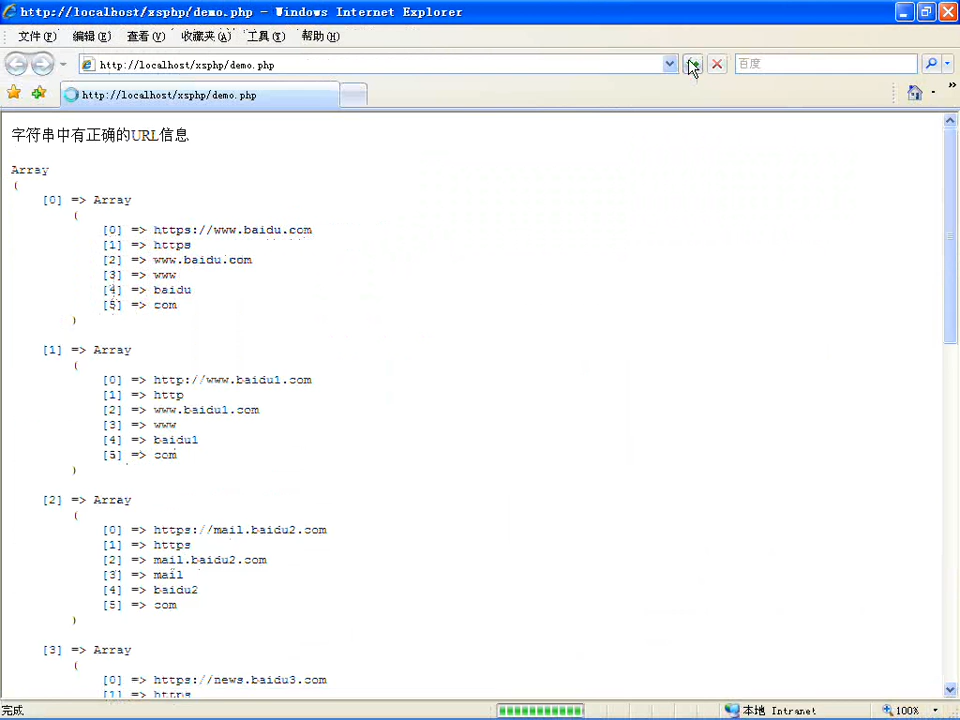 http://localhost/xsphp/demo.php - Windows Internet Explorer
文件(F) 编辑(E) 查看(V) 收藏夹(A) 工具(T) 帮助(H)
http://localhost/xsphp/demo.php 百度
http://localhost/xsphp/demo.php
字符串中有正确的URL信息
Array
(
[0] => Array
(
[0] => https://www.baidu.com
[1] => https
[2] => www.baidu.com
[3] => www
[4] => baidu
[5] => com
)
[1] => Array
(
[0] => http://www.baidu1.com
[1] => http
[2] => www.baidu1.com
[3] => www
[4] => baidu1
[5] => com
)
[2] => Array
(
[0] => https://mail.baidu2.com
[1] => https
[2] => mail.baidu2.com
[3] => mail
[4] => baidu2
[5] => com
)
[3] => Array
(
[0] => https://news.baidu3.com
[1] => https
完成 本地 Intranet 100%